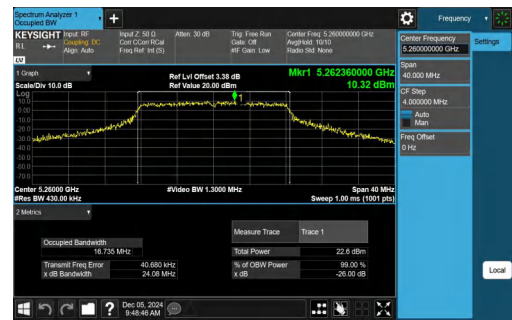 Spectrum Analyzer 1
Occupied BW
Frequency
KEYSIGHT
RL
Input: RF
Coupling: DC
Align: Auto
Input Z: 50 Ω
Corr CCorr RCal
Freq Ref: Int (S)
Atten: 30 dB
Trig: Free Run
Gate: Off
#IF Gain: Low
Center Freq: 5.260000000 GHz
Avg|Hold: 10/10
Radio Std: None
Center Frequency
5.260000000 GHz
Settings
Span
40.000 MHz
CF Step
4.000000 MHz
Auto
Man
Freq Offset
0 Hz
1 Graph
Scale/Div 10.0 dB
Ref Lvl Offset 3.38 dB
Ref Value 20.00 dBm
Mkr1 5.262360000 GHz
10.32 dBm
Log
10.0
0.00
-10.0
-20.0
-30.0
-40.0
-50.0
-60.0
-70.0
1
Center 5.26000 GHz
#Res BW 430.00 kHz
#Video BW 1.3000 MHz
Span 40 MHz
Sweep 1.00 ms (1001 pts)
2 Metrics
Measure Trace Trace 1
Occupied Bandwidth
16.735 MHz
Total Power 22.6 dBm
Transmit Freq Error 40.680 kHz
% of OBW Power 99.00 %
x dB Bandwidth 24.08 MHz
x dB -26.00 dB
Local
Dec 05, 2024
9:48:46 AM